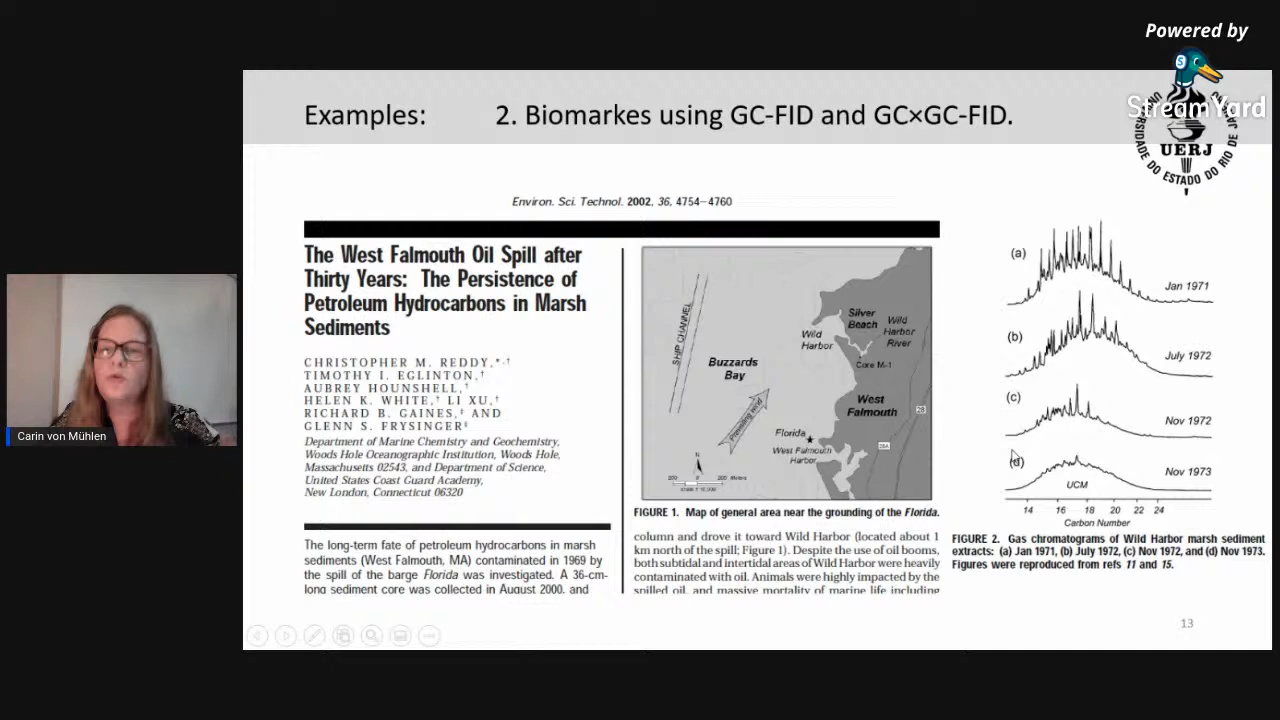 Powered by
StreamYard
S
Examples: 2. Biomarkes using GC-FID and GC×GC-FID.
UERJ
UNIVERSIDADE DO ESTADO DO RIO DE JANEIRO
Environ. Sci. Technol. 2002, 36, 4754–4760
The West Falmouth Oil Spill after
Thirty Years: The Persistence of
Petroleum Hydrocarbons in Marsh
Sediments
CHRISTOPHER M. REDDY,*,†
TIMOTHY I. EGLINTON,†
AUBREY HOUNSHELL,†
HELEN K. WHITE,† LI XU,†
RICHARD B. GAINES,‡ AND
GLENN S. FRYSINGER‡
Department of Marine Chemistry and Geochemistry,
Woods Hole Oceanographic Institution, Woods Hole,
Massachusetts 02543, and Department of Science,
United States Coast Guard Academy,
New London, Connecticut 06320
The long-term fate of petroleum hydrocarbons in marsh
sediments (West Falmouth, MA) contaminated in 1969 by
the spill of the barge Florida was investigated. A 36-cm-
long sediment core was collected in August 2000, and
SHIP CHANNEL
Buzzards
Bay
Prevailing Wind
Silver
Beach
Wild
Harbor
River
Wild
Harbor
Core M-1
West
Falmouth
28
28A
Florida
West Falmouth
Harbor
N
FIGURE 1. Map of general area near the grounding of the Florida.
column and drove it toward Wild Harbor (located about 1
km north of the spill; Figure 1). Despite the use of oil booms,
both subtidal and intertidal areas of Wild Harbor were heavily
contaminated with oil. Animals were highly impacted by the
spilled oil, and massive mortality of marine life including
(a)
Jan 1971
(b)
July 1972
(c)
Nov 1972
(d)
Nov 1973
UCM
14 16 18 20 22 24
Carbon Number
FIGURE 2. Gas chromatograms of Wild Harbor marsh sediment
extracts: (a) Jan 1971, (b) July 1972, (c) Nov 1972, and (d) Nov 1973.
Figures were reproduced from refs 11 and 15.
13
Carin von Mühlen